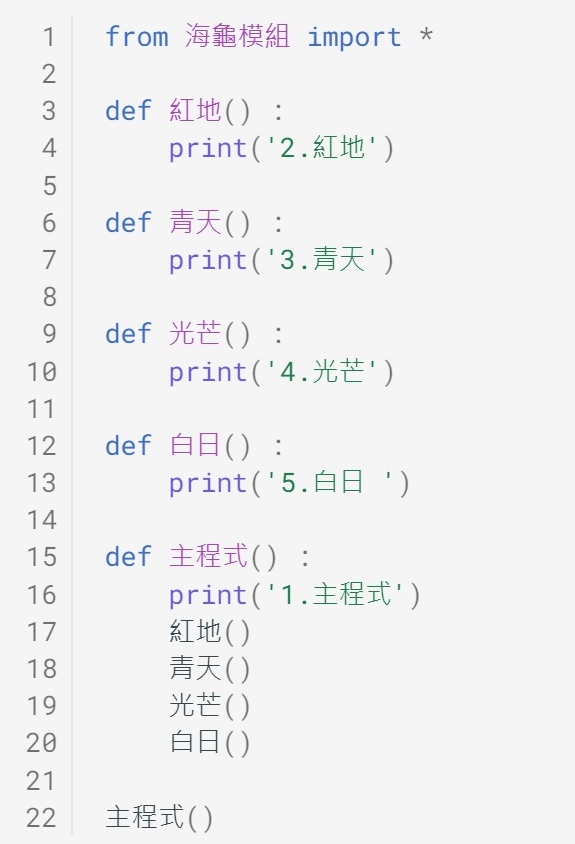 1 from 海龜模組 import *
2
3 def 紅地() :
4     print('2.紅地')
5
6 def 青天() :
7     print('3.青天')
8
9 def 光芒() :
10     print('4.光芒')
11
12 def 白日() :
13     print('5.白日 ')
14
15 def 主程式() :
16     print('1.主程式')
17     紅地()
18     青天()
19     光芒()
20     白日()
21
22 主程式()